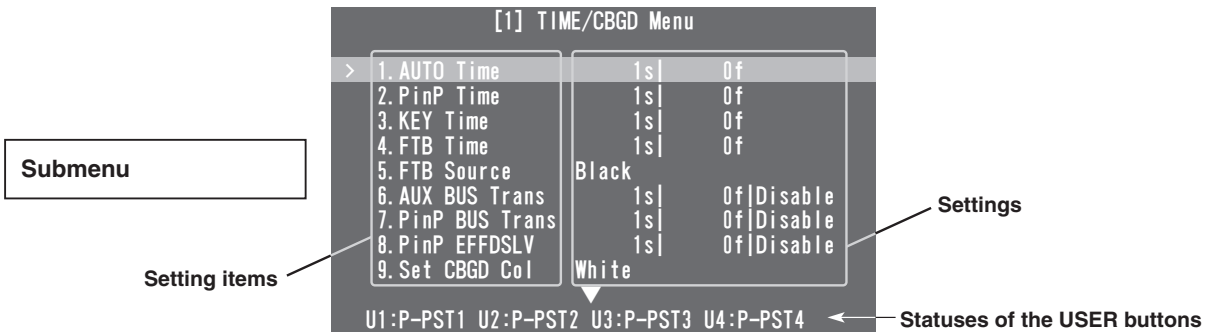 [1] TIME/CBGD Menu
> 1.AUTO Time 1s| 0f
2.PinP Time 1s| 0f
3.KEY Time 1s| 0f
4.FTB Time 1s| 0f
5.FTB Source Black
6.AUX BUS Trans 1s| 0f|Disable
7.PinP BUS Trans 1s| 0f|Disable
8.PinP EFFDSLV 1s| 0f|Disable
9.Set CBGD Col White
U1:P-PST1 U2:P-PST2 U3:P-PST3 U4:P-PST4
Submenu
Setting items
Settings
Statuses of the USER buttons